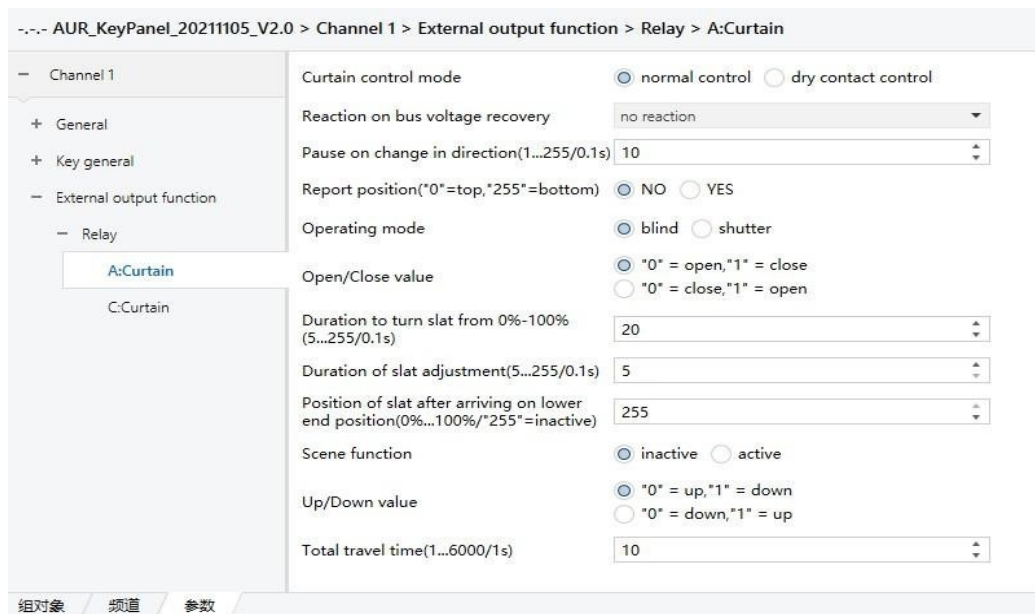 -.-.- AUR_KeyPanel_20211105_V2.0 > Channel 1 > External output function > Relay > A:Curtain
Channel 1
General
Key general
External output function
Relay
A:Curtain
C:Curtain
Curtain control mode
normal control
dry contact control
Reaction on bus voltage recovery
no reaction
Pause on change in direction(1...255/0.1s)
10
Report position("0"=top,"255"=bottom)
NO
YES
Operating mode
blind
shutter
Open/Close value
"0" = open,"1" = close
"0" = close,"1" = open
Duration to turn slat from 0%-100%
(5...255/0.1s)
20
Duration of slat adjustment(5...255/0.1s)
5
Position of slat after arriving on lower
end position(0%...100%/"255"=inactive)
255
Scene function
inactive
active
Up/Down value
"0" = up,"1" = down
"0" = down,"1" = up
Total travel time(1...6000/1s)
10
组对象
频道
参数